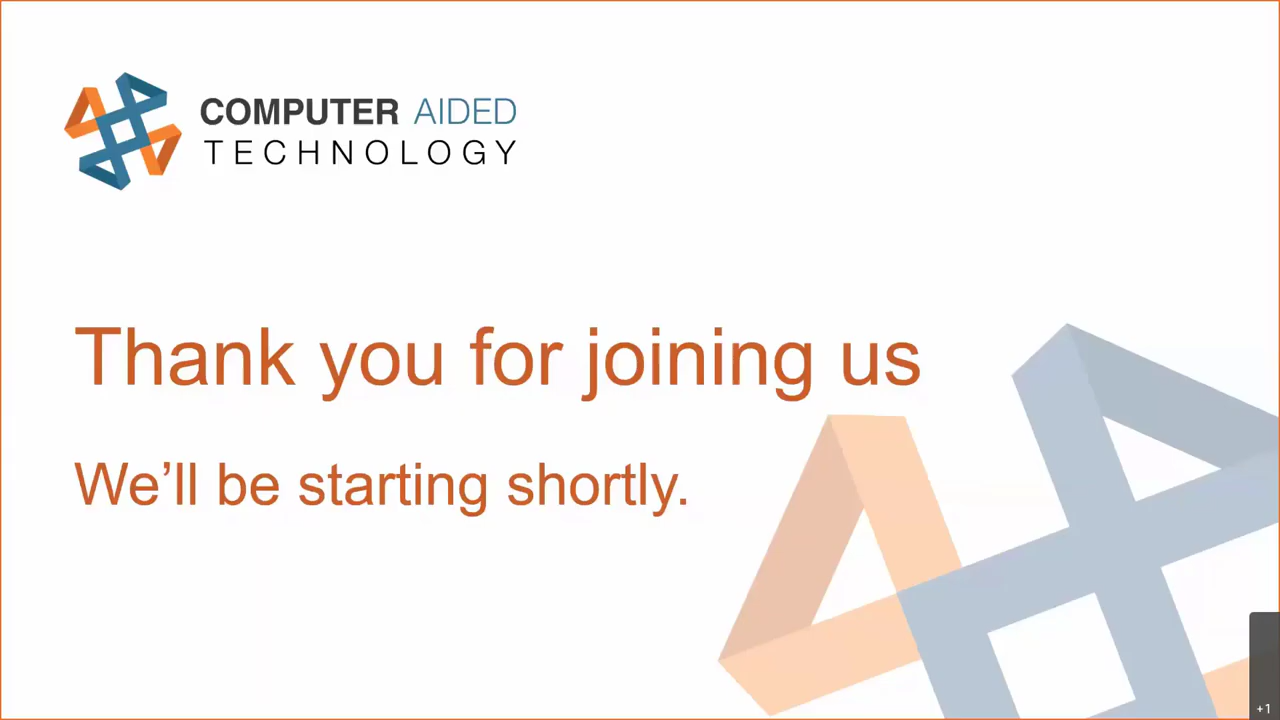 COMPUTER AIDED
TECHNOLOGY
Thank you for joining us
We’ll be starting shortly.
+1